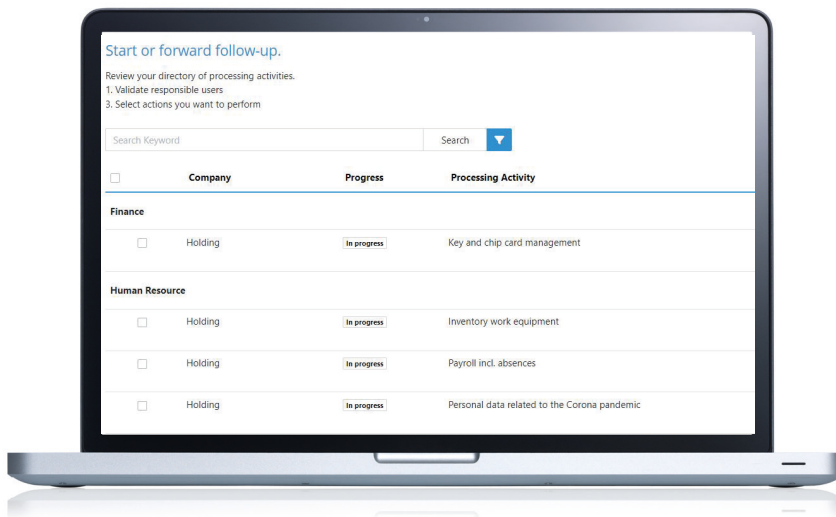 Start or forward follow-up.
Review your directory of processing activities.
1. Validate responsible users
3. Select actions you want to perform
Search Keyword Search
Company Progress Processing Activity
Finance
Holding In progress Key and chip card management
Human Resource
Holding In progress Inventory work equipment
Holding In progress Payroll incl. absences
Holding In progress Personal data related to the Corona pandemic